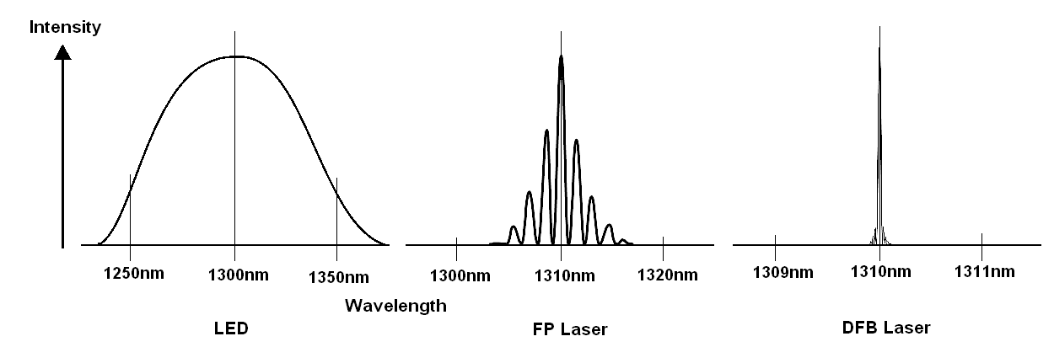 Intensity
1250nm 1300nm 1350nm 1300nm 1310nm 1320nm 1309nm 1310nm 1311nm
Wavelength
LED FP Laser DFB Laser